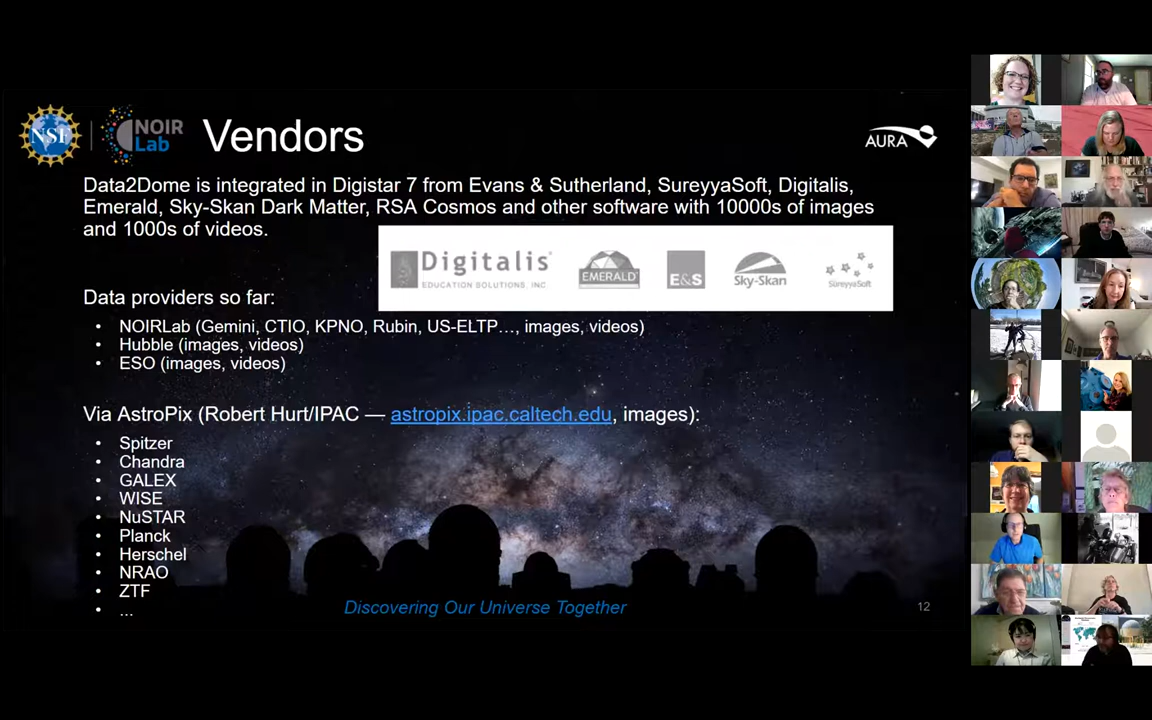 NSF
NOIR
Lab
Vendors
AURA
Data2Dome is integrated in Digistar 7 from Evans & Sutherland, SureyyaSoft, Digitalis,
Emerald, Sky-Skan Dark Matter, RSA Cosmos and other software with 10000s of images
and 1000s of videos.
Digitalis
EDUCATION SOLUTIONS, INC.
EMERALD
E&S
Sky-Skan
SüreyyaSoft
Data providers so far:
• NOIRLab (Gemini, CTIO, KPNO, Rubin, US-ELTP…, images, videos)
• Hubble (images, videos)
• ESO (images, videos)
Via AstroPix (Robert Hurt/IPAC — astropix.ipac.caltech.edu, images):
• Spitzer
• Chandra
• GALEX
• WISE
• NuSTAR
• Planck
• Herschel
• NRAO
• ZTF
• ...
Discovering Our Universe Together
12